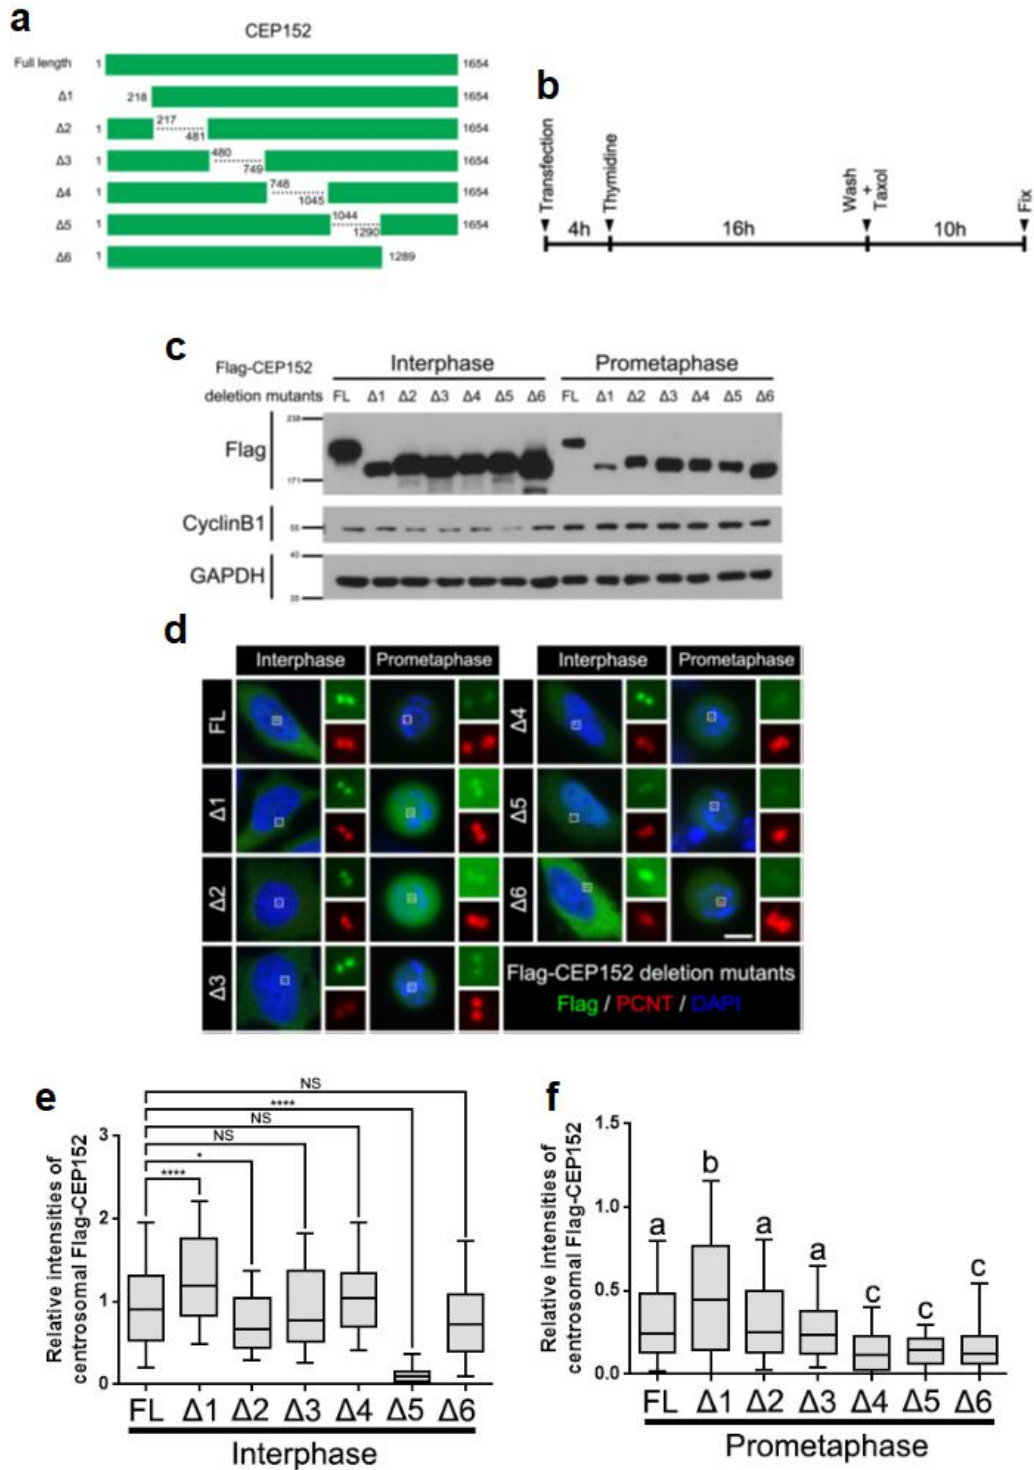 a
CEP152
Full length 1 1654
Δ1 218 1654
Δ2 1 217 481 1654
Δ3 1 480 749 1654
Δ4 1 748 1045 1654
Δ5 1 1044 1290 1654
Δ6 1 1289
b
Transfection
Thymidine
Wash
+
Taxol
Fix
4h 16h 10h
c
Flag-CEP152
deletion mutants
Interphase
Prometaphase
FL Δ1 Δ2 Δ3 Δ4 Δ5 Δ6 FL Δ1 Δ2 Δ3 Δ4 Δ5 Δ6
238
Flag
171
CyclinB1 55
40
GAPDH
35
d
Interphase Prometaphase Interphase Prometaphase
FL Δ4
Δ1 Δ5
Δ2 Δ6
Δ3
Flag-CEP152 deletion mutants
Flag / PCNT / DAPI
e
Relative intensities of
centrosomal Flag-CEP152
3
2
1
0
NS
****
NS
NS
*
****
FL Δ1 Δ2 Δ3 Δ4 Δ5 Δ6
Interphase
f
Relative intensities of
centrosomal Flag-CEP152
1.5
1.0
0.5
0.0
a b a a c c c
FL Δ1 Δ2 Δ3 Δ4 Δ5 Δ6
Prometaphase